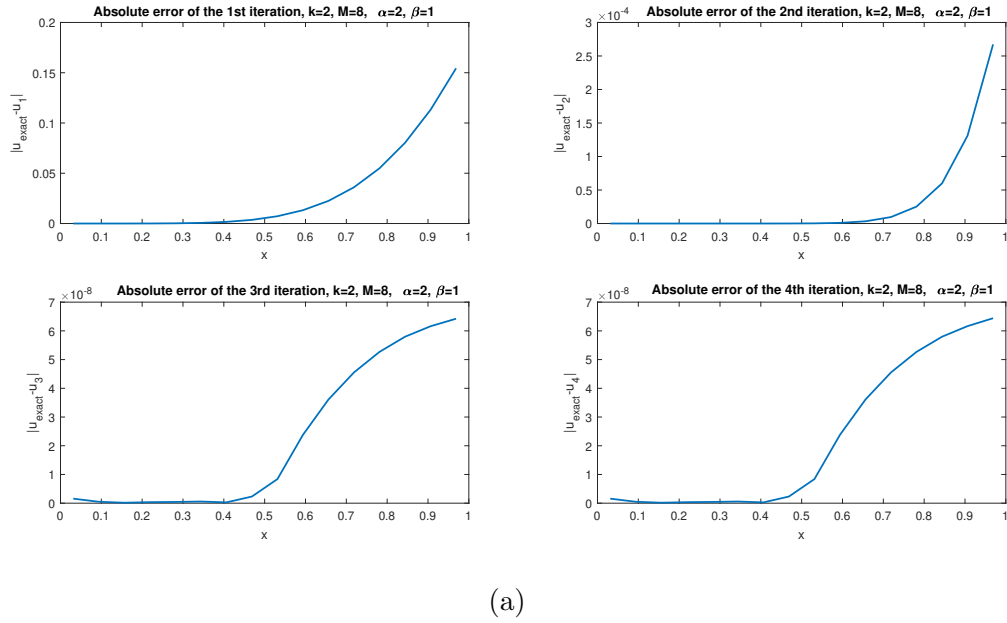 Absolute error of the 1st iteration, k=2, M=8, α=2, β=1
0.2
0.15
0.1
0.05
0
|u_exact-u_1|
0 0.1 0.2 0.3 0.4 0.5 0.6 0.7 0.8 0.9 1
x
Absolute error of the 2nd iteration, k=2, M=8, α=2, β=1
×10^-4
3
2.5
2
1.5
1
0.5
0
|u_exact-u_2|
0 0.1 0.2 0.3 0.4 0.5 0.6 0.7 0.8 0.9 1
x
Absolute error of the 3rd iteration, k=2, M=8, α=2, β=1
×10^-8
7
6
5
4
3
2
1
0
|u_exact-u_3|
0 0.1 0.2 0.3 0.4 0.5 0.6 0.7 0.8 0.9 1
x
Absolute error of the 4th iteration, k=2, M=8, α=2, β=1
×10^-8
7
6
5
4
3
2
1
0
|u_exact-u_4|
0 0.1 0.2 0.3 0.4 0.5 0.6 0.7 0.8 0.9 1
x
(a)